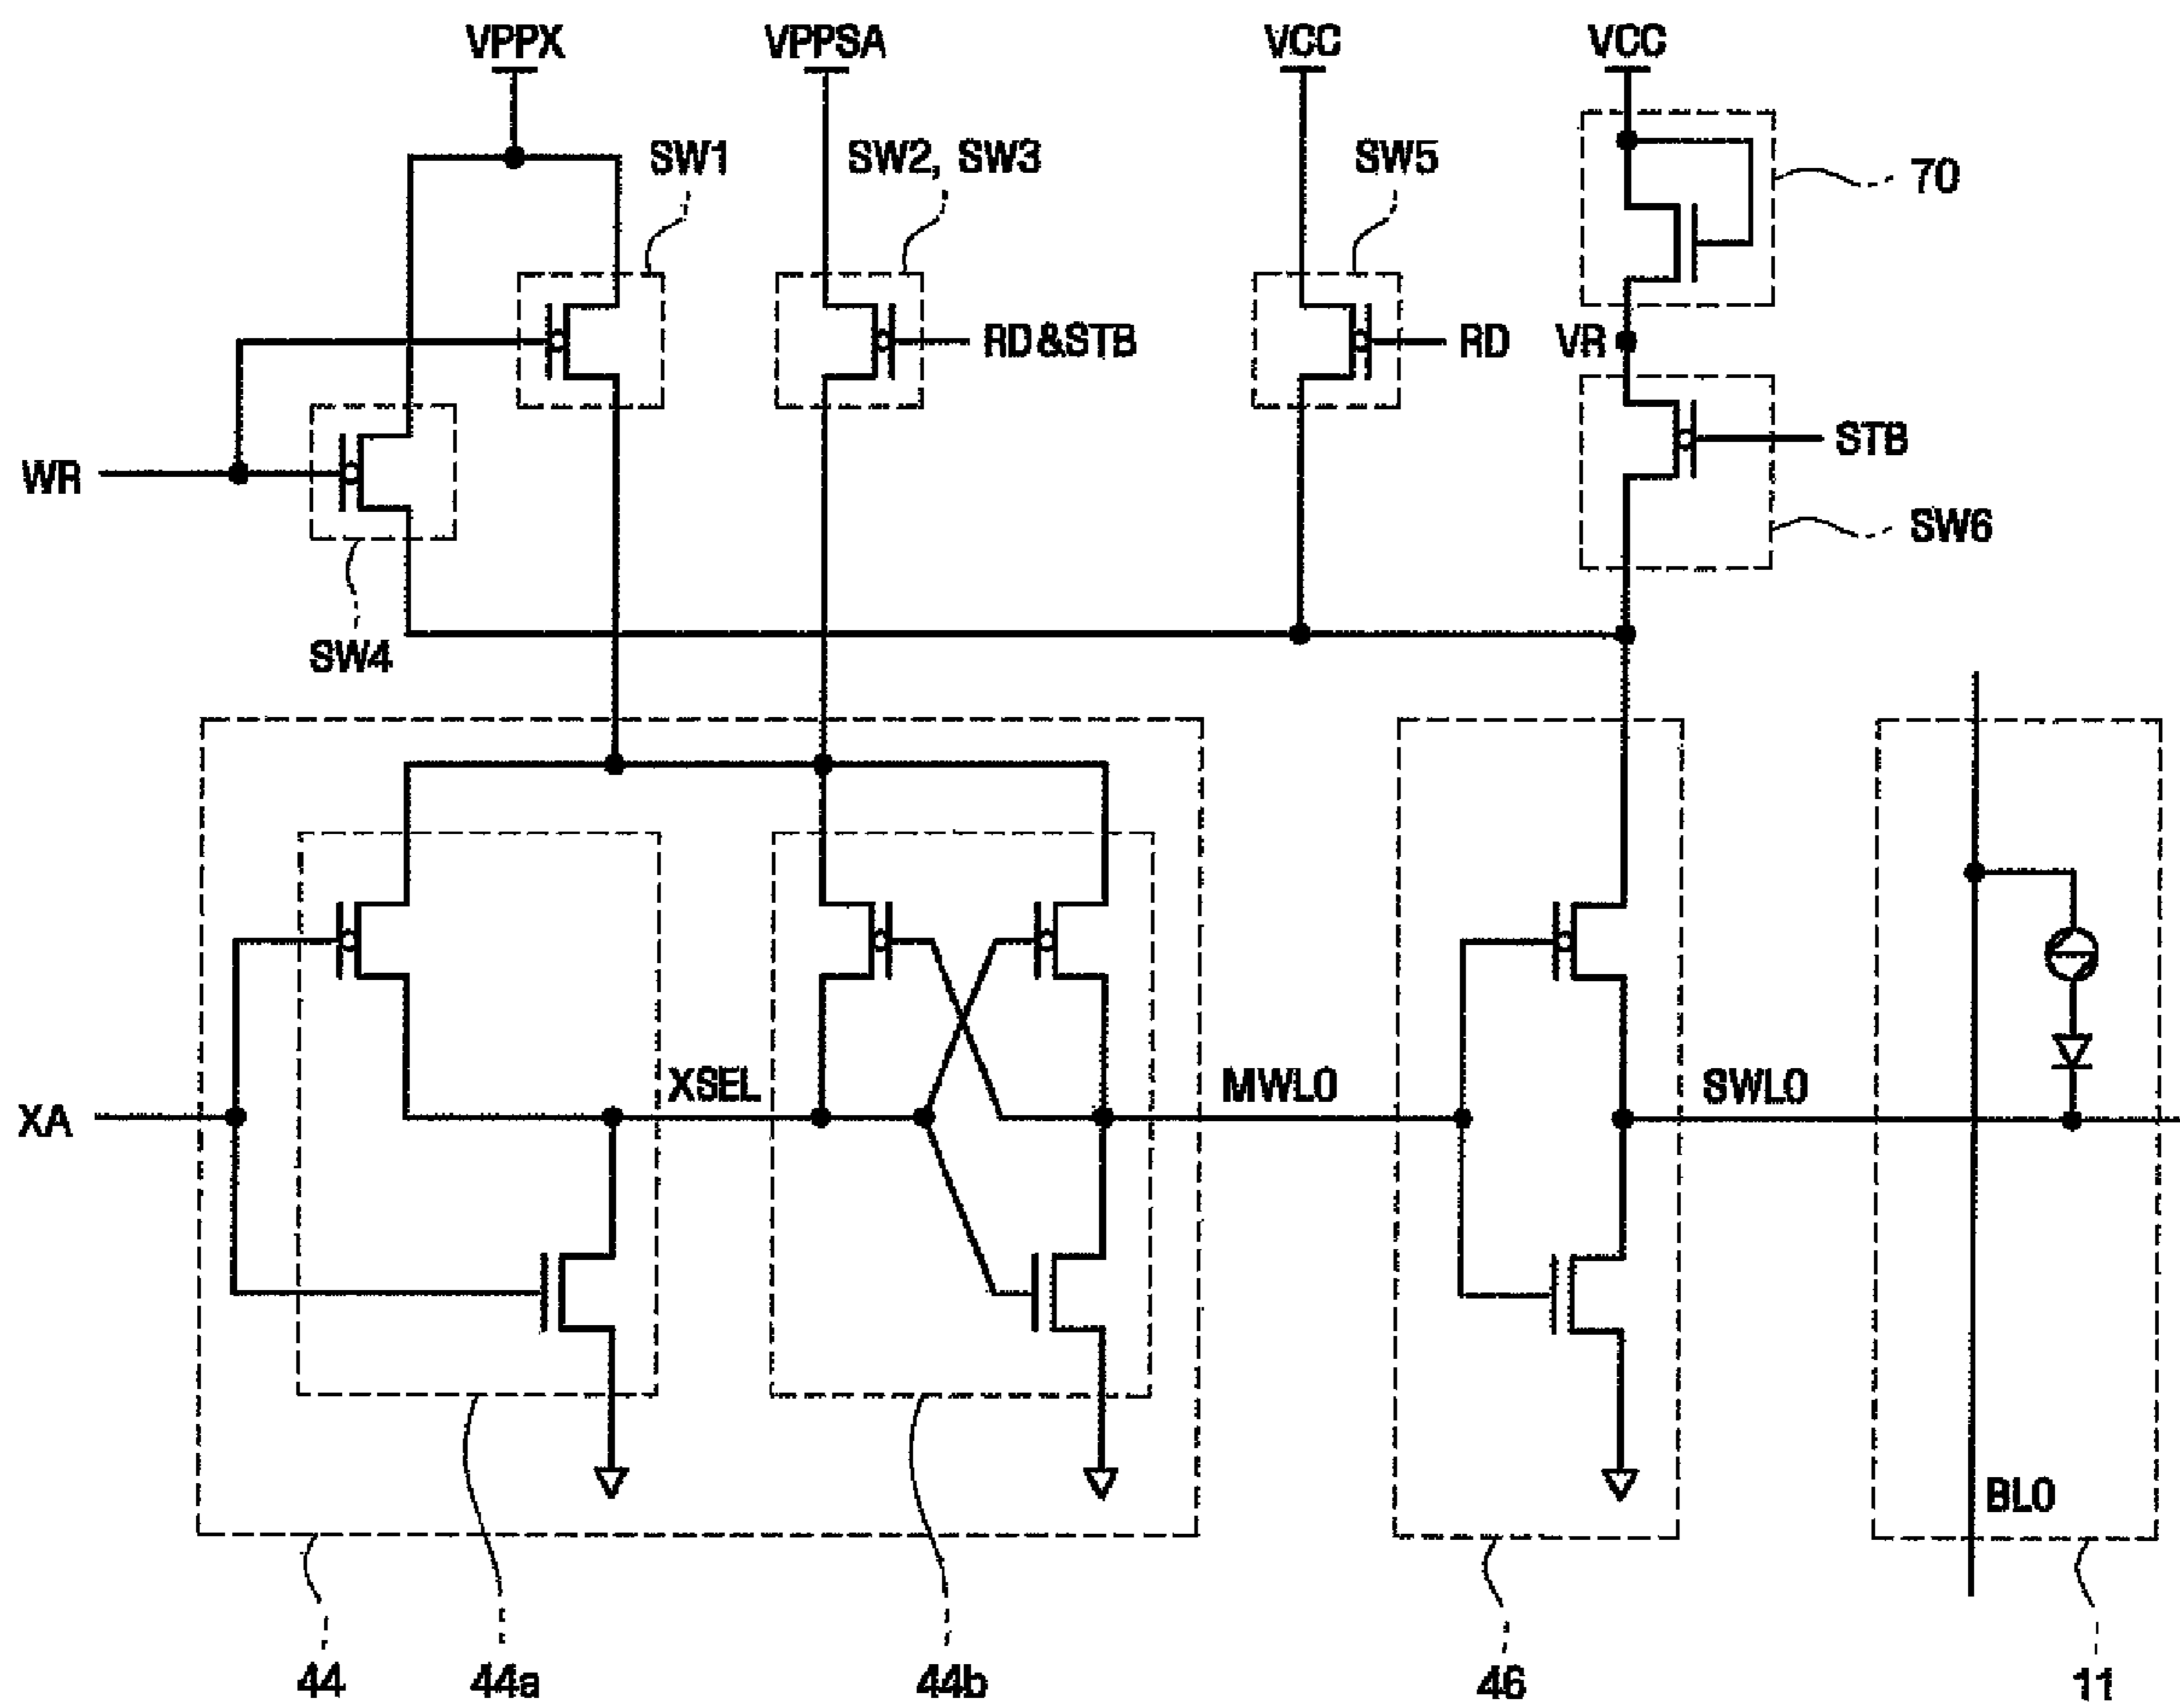 VPPX
VPPSA
VCC
VCC
SW1
SW2, SW3
SW5
70
RD&STB
RD
VR
STB
WR
SW6
SW4
XSEL
MWL0
SWL0
XA
BL0
44
44a
44b
46
11